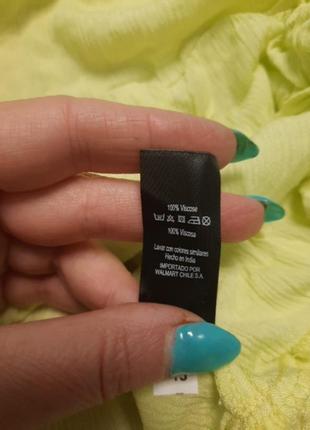 100% Viscose
100% Viscosa
Lavar con colores similares
Hecho en India
IMPORTADO POR
WALMART CHILE S.A